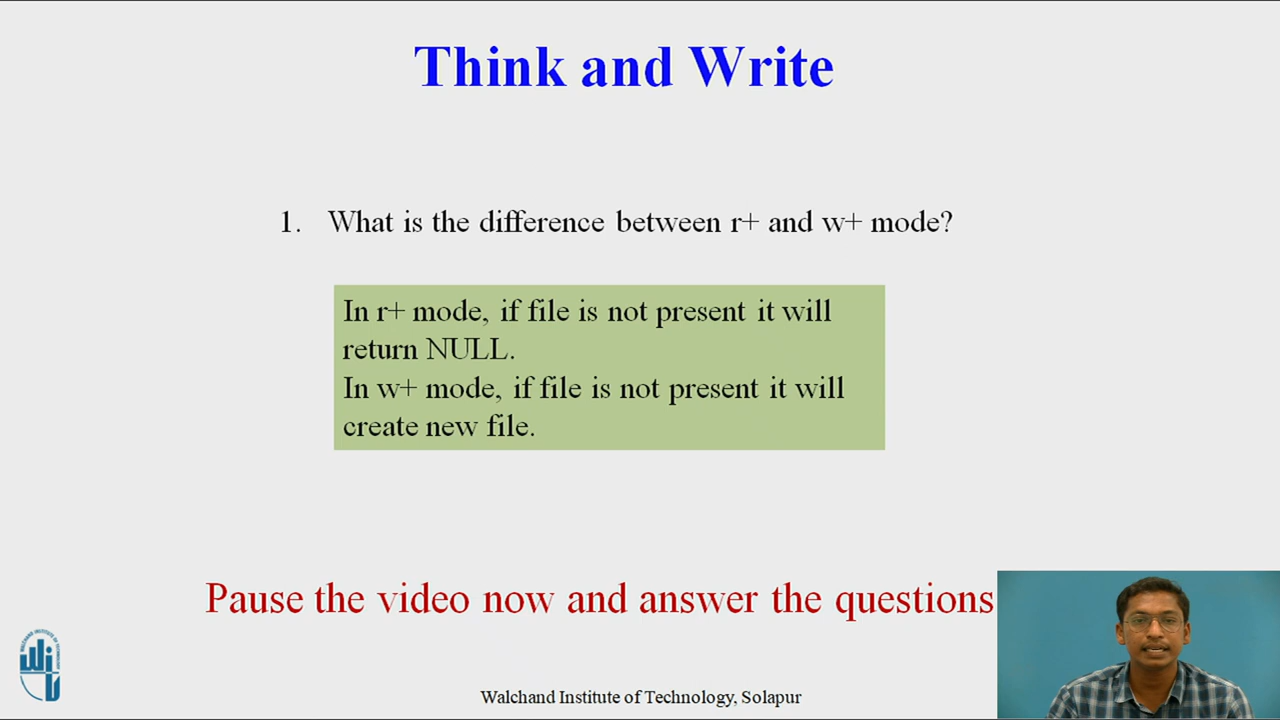 Think and Write
1. What is the difference between r+ and w+ mode?
In r+ mode, if file is not present it will
return NULL.
In w+ mode, if file is not present it will
create new file.
Pause the video now and answer the questions
Walchand Institute of Technology, Solapur